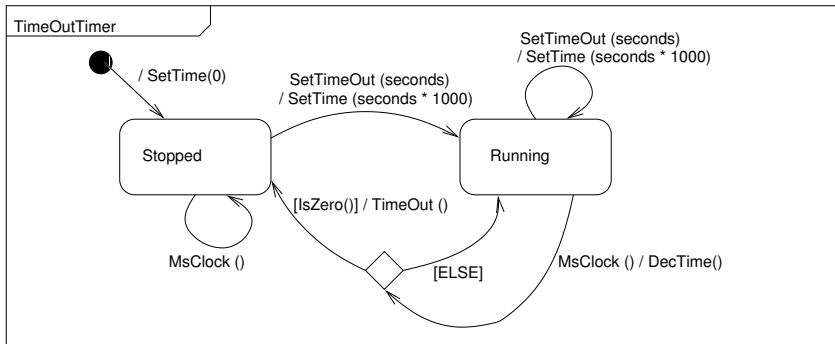 TimeOutTimer
/ SetTime(0)
SetTimeOut (seconds)
/ SetTime (seconds * 1000)
SetTimeOut (seconds)
/ SetTime (seconds * 1000)
Stopped
Running
[IsZero()] / TimeOut ()
MsClock ()
[ELSE]
MsClock () / DecTime()